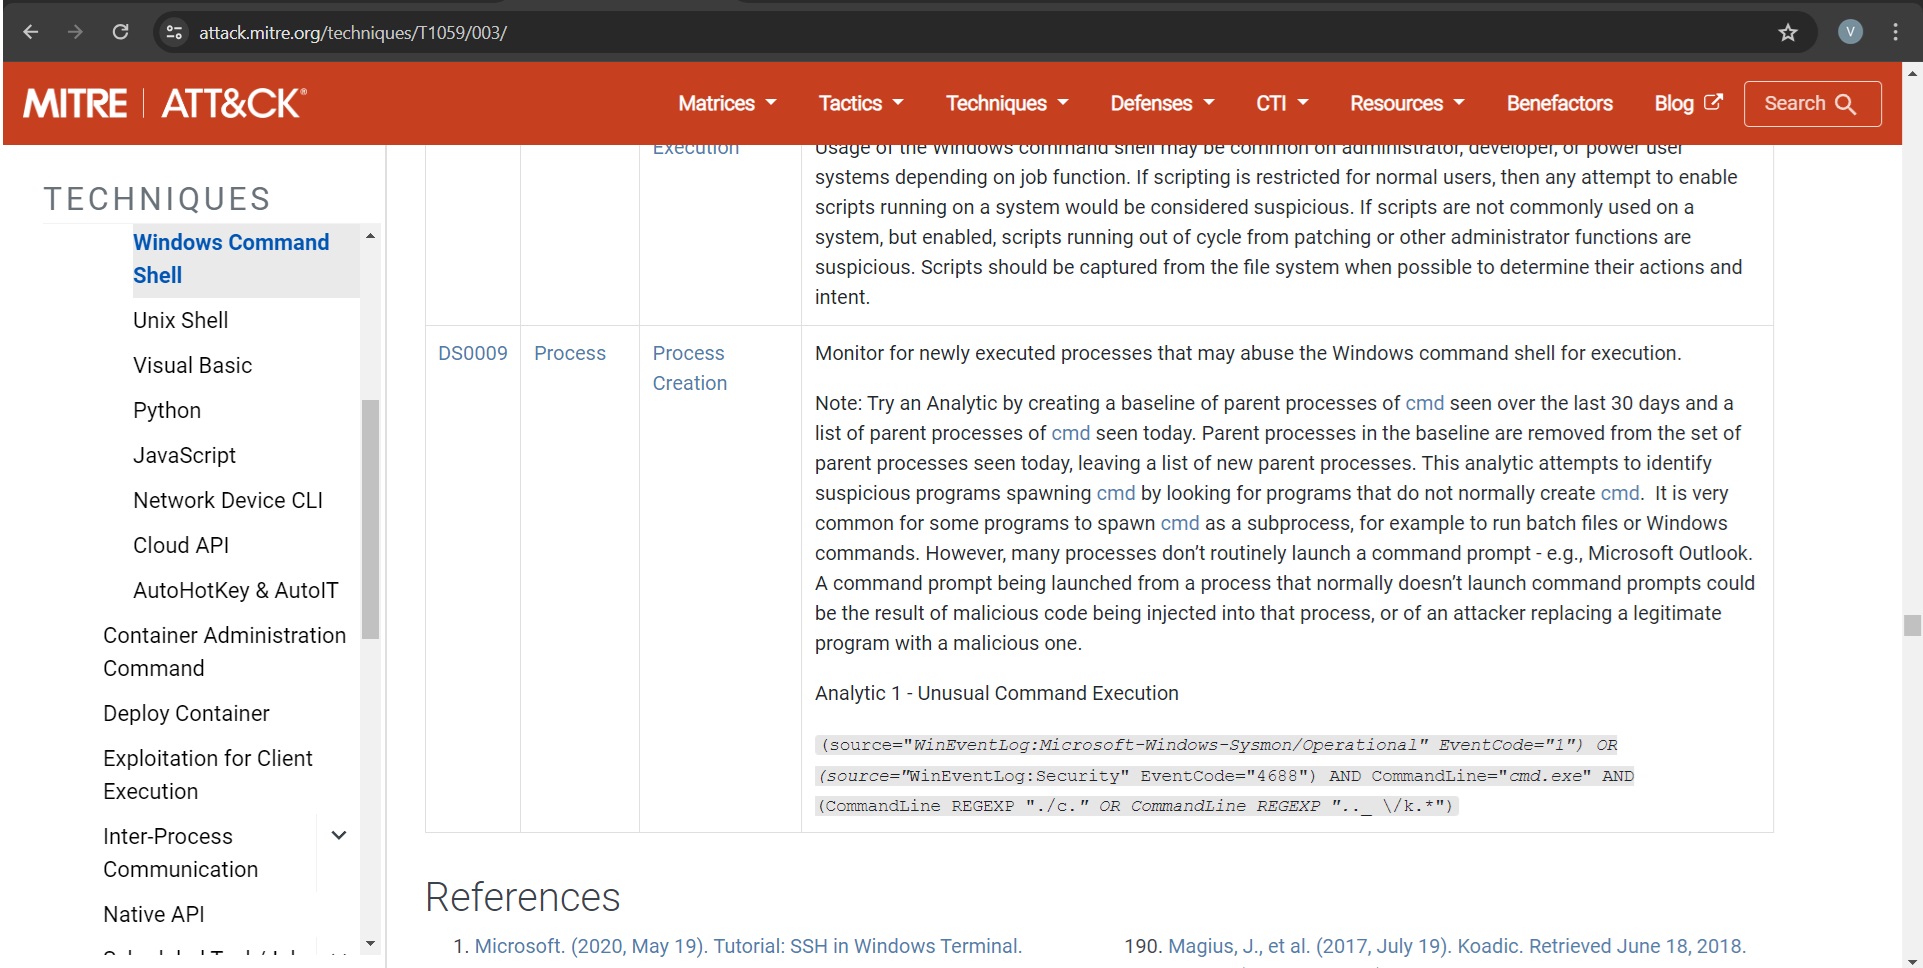 attack.mitre.org/techniques/T1059/003/
V
MITRE | ATT&CK®
Matrices
Tactics
Techniques
Defenses
CTI
Resources
Benefactors
Blog
Search
TECHNIQUES
Windows Command
Shell
Unix Shell
Visual Basic
Python
JavaScript
Network Device CLI
Cloud API
AutoHotKey & AutoIT
Container Administration
Command
Deploy Container
Exploitation for Client
Execution
Inter-Process
Communication
Native API
Scheduled Task/Job
Execution
Usage of the Windows command shell may be common on administrator, developer, or power user
systems depending on job function. If scripting is restricted for normal users, then any attempt to enable
scripts running on a system would be considered suspicious. If scripts are not commonly used on a
system, but enabled, scripts running out of cycle from patching or other administrator functions are
suspicious. Scripts should be captured from the file system when possible to determine their actions and
intent.
DS0009
Process
Process
Creation
Monitor for newly executed processes that may abuse the Windows command shell for execution.
Note: Try an Analytic by creating a baseline of parent processes of cmd seen over the last 30 days and a
list of parent processes of cmd seen today. Parent processes in the baseline are removed from the set of
parent processes seen today, leaving a list of new parent processes. This analytic attempts to identify
suspicious programs spawning cmd by looking for programs that do not normally create cmd. It is very
common for some programs to spawn cmd as a subprocess, for example to run batch files or Windows
commands. However, many processes don’t routinely launch a command prompt - e.g., Microsoft Outlook.
A command prompt being launched from a process that normally doesn’t launch command prompts could
be the result of malicious code being injected into that process, or of an attacker replacing a legitimate
program with a malicious one.
Analytic 1 - Unusual Command Execution
(source="WinEventLog:Microsoft-Windows-Sysmon/Operational" EventCode="1") OR
(source="WinEventLog:Security" EventCode="4688") AND CommandLine="cmd.exe" AND
(CommandLine REGEXP "./c." OR CommandLine REGEXP ".._ \/k.*")
References
1. Microsoft. (2020, May 19). Tutorial: SSH in Windows Terminal.
190. Magius, J., et al. (2017, July 19). Koadic. Retrieved June 18, 2018.